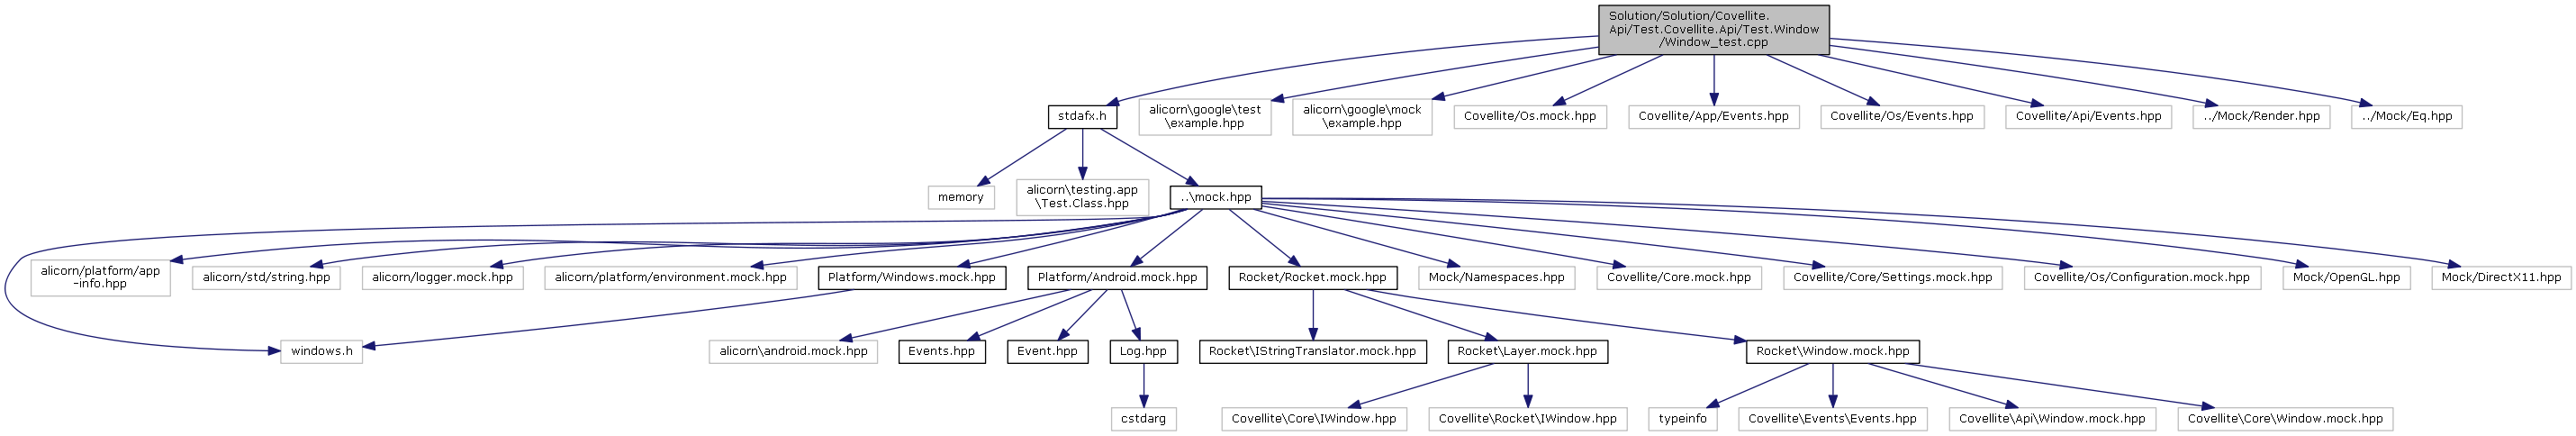 Solution/Solution/Covellite.
Api/Test.Covellite.Api/Test.Window
/Window_test.cpp
stdafx.h
alicorn\google\test
\example.hpp
alicorn\google\mock
\example.hpp
Covellite/Os.mock.hpp
Covellite/App/Events.hpp
Covellite/Os/Events.hpp
Covellite/Api/Events.hpp
../Mock/Render.hpp
../Mock/Eq.hpp
memory
alicorn\testing.app
\Test.Class.hpp
..\mock.hpp
alicorn/platform/app
-info.hpp
alicorn/std/string.hpp
alicorn/logger.mock.hpp
alicorn/platform/environment.mock.hpp
Platform/Windows.mock.hpp
Platform/Android.mock.hpp
Rocket/Rocket.mock.hpp
Mock/Namespaces.hpp
Covellite/Core.mock.hpp
Covellite/Core/Settings.mock.hpp
Covellite/Os/Configuration.mock.hpp
Mock/OpenGL.hpp
Mock/DirectX11.hpp
windows.h
alicorn\android.mock.hpp
Events.hpp
Event.hpp
Log.hpp
Rocket\IStringTranslator.mock.hpp
Rocket\Layer.mock.hpp
Rocket\Window.mock.hpp
cstdarg
Covellite\Core\IWindow.hpp
Covellite\Rocket\IWindow.hpp
typeinfo
Covellite\Events\Events.hpp
Covellite\Api\Window.mock.hpp
Covellite\Core\Window.mock.hpp